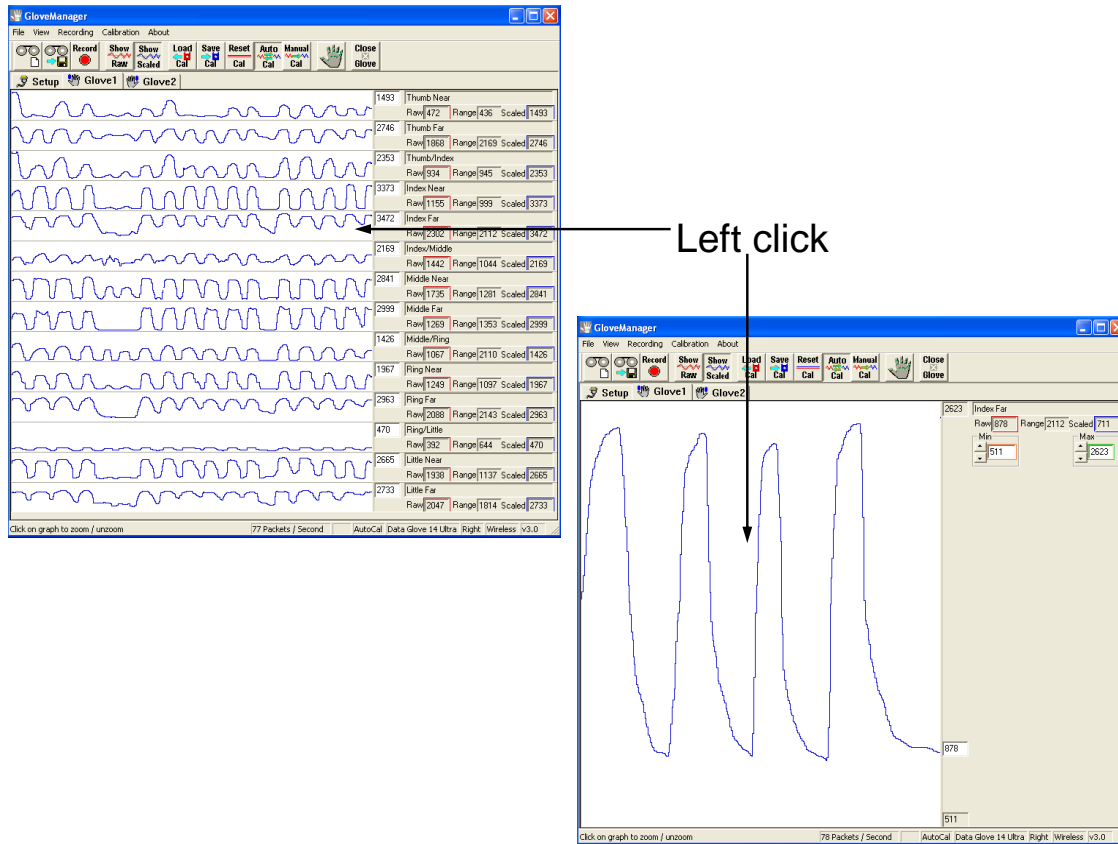 GloveManager
File View Recording Calibration About
Record Show Raw Show Scaled Load Cal Save Cal Reset Cal Auto Cal Manual Cal Close Glove
Setup Glove1 Glove2
1493 Thumb Near
Raw 472 Range 436 Scaled 1493
2746 Thumb Far
Raw 1868 Range 2169 Scaled 2746
2353 Thumb/Index
Raw 934 Range 945 Scaled 2353
3373 Index Near
Raw 1155 Range 999 Scaled 3373
3472 Index Far
Raw 2302 Range 2112 Scaled 3472
2169 Index/Middle
Raw 1442 Range 1044 Scaled 2169
2841 Middle Near
Raw 1735 Range 1281 Scaled 2841
2999 Middle Far
Raw 1269 Range 1353 Scaled 2999
1426 Middle/Ring
Raw 1067 Range 2110 Scaled 1426
1967 Ring Near
Raw 1249 Range 1097 Scaled 1967
2963 Ring Far
Raw 2088 Range 2143 Scaled 2963
470 Ring/Little
Raw 392 Range 644 Scaled 470
2665 Little Near
Raw 1938 Range 1137 Scaled 2665
2733 Little Far
Raw 2047 Range 1814 Scaled 2733
Click on graph to zoom / unzoom 77 Packets / Second AutoCal Data Glove 14 Ultra Right Wireless v3.0
Left click
GloveManager
File View Recording Calibration About
Record Show Raw Show Scaled Load Cal Save Cal Reset Cal Auto Cal Manual Cal Close Glove
Setup Glove1 Glove2
2623 Index Far
Raw 878 Range 2112 Scaled 711
Min Max
511 2623
878
511
Click on graph to zoom / unzoom 78 Packets / Second AutoCal Data Glove 14 Ultra Right Wireless v3.0